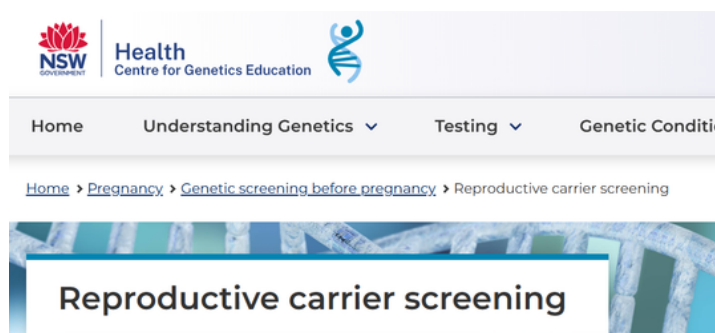 NSW
GOVERNMENT
Health
Centre for Genetics Education
Home Understanding Genetics Testing Genetic Conditi
Home > Pregnancy > Genetic screening before pregnancy > Reproductive carrier screening
Reproductive carrier screening